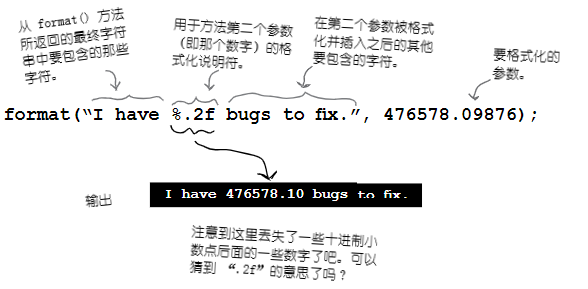 从 format() 方法
所返回的最终字符
串中要包含的那些
字符。
用于方法第二个参数
（即那个数字）的格
式化说明符。
在第二个参数被格式
化并插入之后的其他
要包含的字符。
要格式化的
参数。
format(“I have %.2f bugs to fix.”, 476578.09876);
输出
I have 476578.10 bugs to fix.
注意到这里丢失了一些十进制小
数点后面的一些数字了吧。可以
猜到 “.2f”的意思了吗？